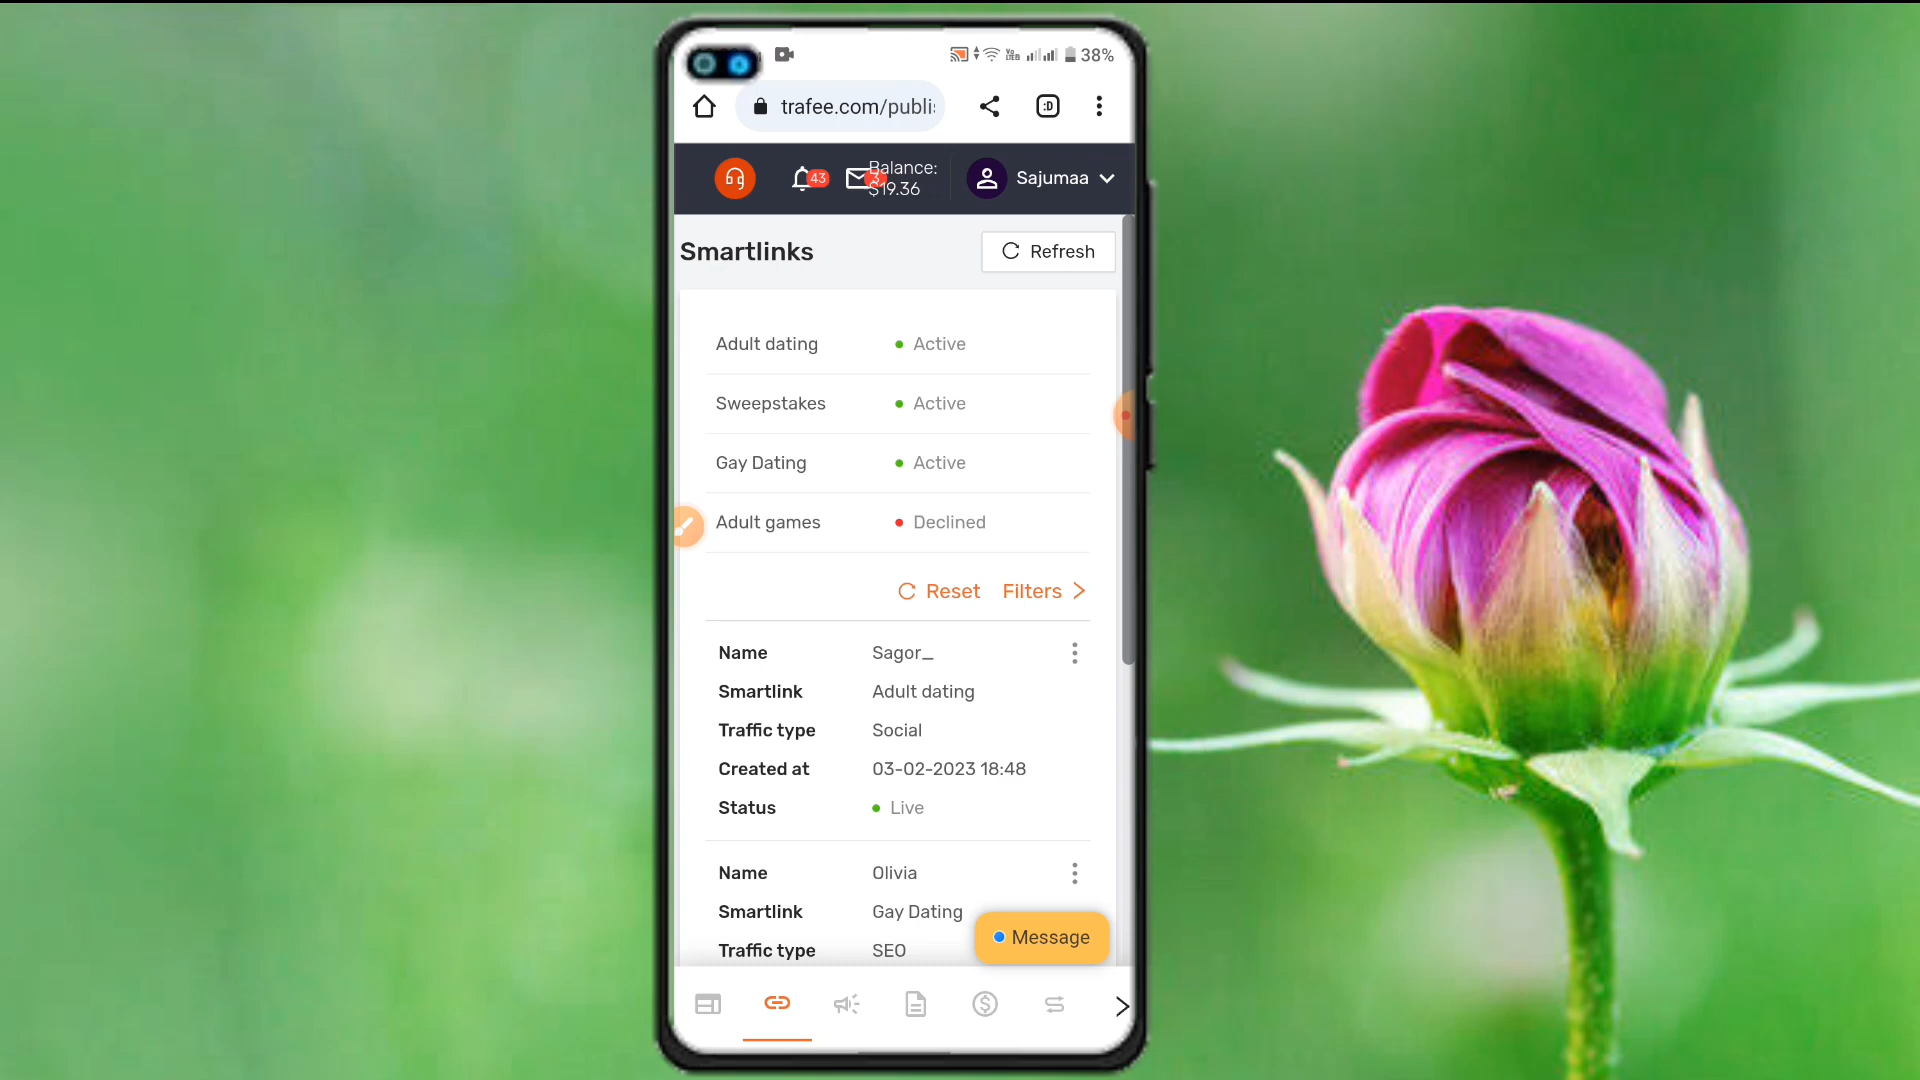 38%
trafee.com/publi
43
3
Balance:
$19.36
Sajumaa
Smartlinks
Refresh
Adult dating Active
Sweepstakes Active
Gay Dating Active
Adult games Declined
Reset Filters
Name Sagor_
Smartlink Adult dating
Traffic type Social
Created at 03-02-2023 18:48
Status Live
Name Olivia
Smartlink Gay Dating
Traffic type SEO
Message